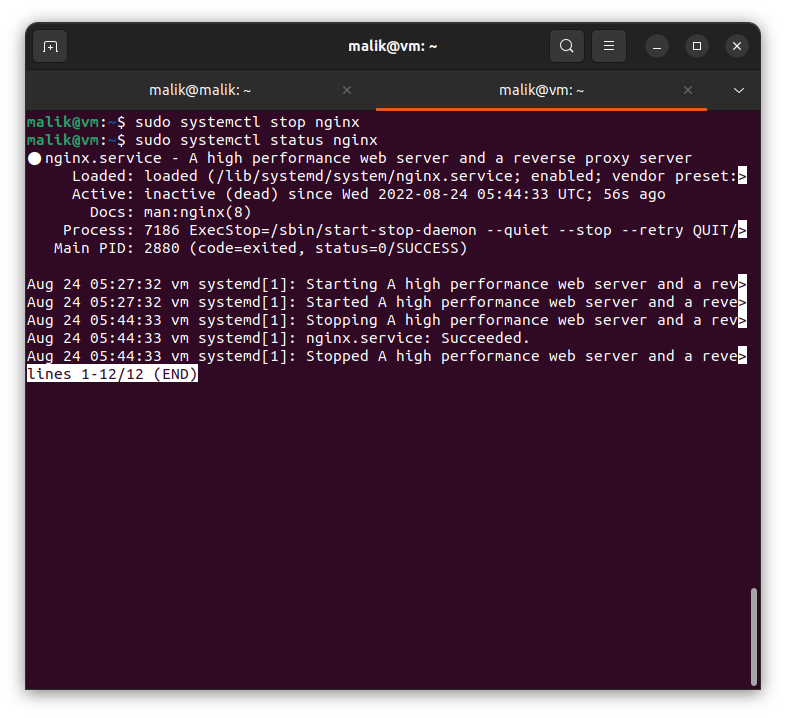 malik@vm: ~
malik@malik: ~
malik@vm: ~
malik@vm:~$ sudo systemctl stop nginx
malik@vm:~$ sudo systemctl status nginx
●nginx.service - A high performance web server and a reverse proxy server
     Loaded: loaded (/lib/systemd/system/nginx.service; enabled; vendor preset:>
     Active: inactive (dead) since Wed 2022-08-24 05:44:33 UTC; 56s ago
       Docs: man:nginx(8)
    Process: 7186 ExecStop=/sbin/start-stop-daemon --quiet --stop --retry QUIT/>
   Main PID: 2880 (code=exited, status=0/SUCCESS)
Aug 24 05:27:32 vm systemd[1]: Starting A high performance web server and a rev>
Aug 24 05:27:32 vm systemd[1]: Started A high performance web server and a reve>
Aug 24 05:44:33 vm systemd[1]: Stopping A high performance web server and a rev>
Aug 24 05:44:33 vm systemd[1]: nginx.service: Succeeded.
Aug 24 05:44:33 vm systemd[1]: Stopped A high performance web server and a reve>
lines 1-12/12 (END)